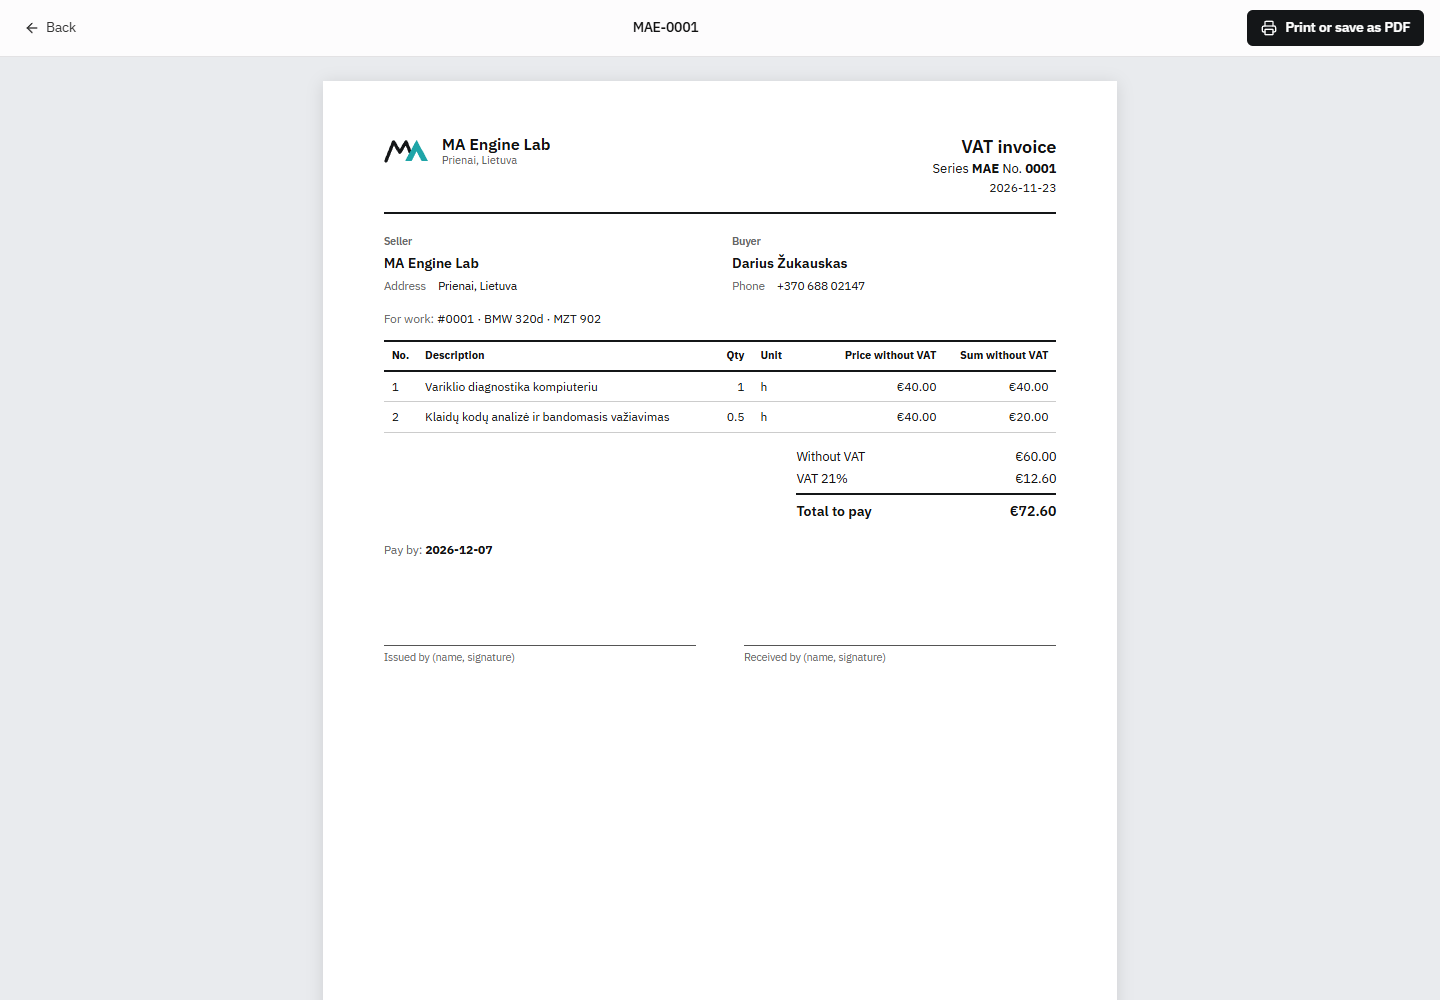 Back
MAE-0001
Print or save as PDF
MA Engine Lab
Prienai, Lietuva
VAT invoice
Series MAE No. 0001
2026-11-23
Seller
MA Engine Lab
Address Prienai, Lietuva
Buyer
Darius Žukauskas
Phone +370 688 02147
For work: #0001 · BMW 320d · MZT 902
No. Description Qty Unit Price without VAT Sum without VAT
1 Variklio diagnostika kompiuteriu 1 h €40.00 €40.00
2 Klaidų kodų analizė ir bandomasis važiavimas 0.5 h €40.00 €20.00
Without VAT €60.00
VAT 21% €12.60
Total to pay €72.60
Pay by: 2026-12-07
Issued by (name, signature)
Received by (name, signature)